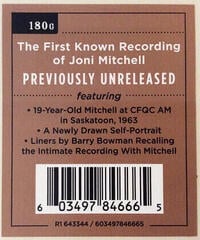 180G
The First Known Recording
of Joni Mitchell
PREVIOUSLY UNRELEASED
featuring
• 19-Year-Old Mitchell at CFQC AM
in Saskatoon, 1963
• A Newly Drawn Self-Portrait
• Liners by Barry Bowman Recalling
the Intimate Recording With Mitchell
6 03497 84666 5
R1 643344 / 603497846665